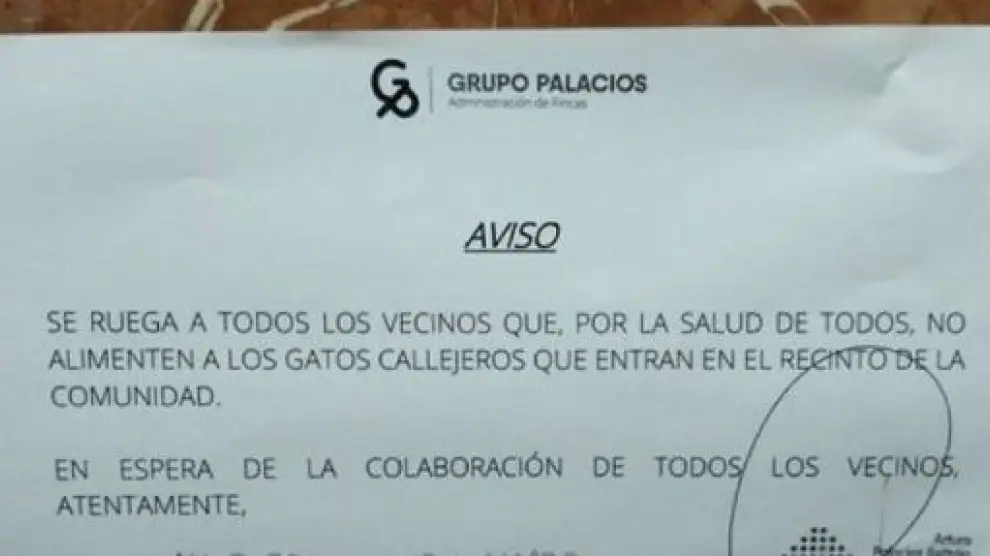 GRUPO PALACIOS
Administración de Fincas
AVISO
SE RUEGA A TODOS LOS VECINOS QUE, POR LA SALUD DE TODOS, NO
ALIMENTEN A LOS GATOS CALLEJEROS QUE ENTRAN EN EL RECINTO DE LA
COMUNIDAD.
EN ESPERA DE LA COLABORACIÓN DE TODOS LOS VECINOS,
ATENTAMENTE,
Arturo